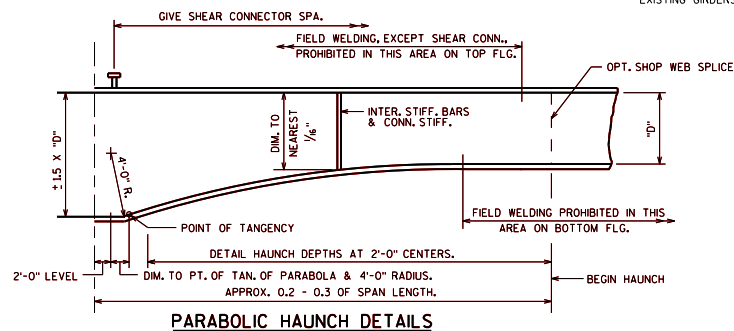 EXISTING GIRDERS
GIVE SHEAR CONNECTOR SPA.
FIELD WELDING, EXCEPT SHEAR CONN.,
PROHIBITED IN THIS AREA ON TOP FLG.
OPT. SHOP WEB SPLICE
± 1.5 X "D"
4'-0" R.
DIM. TO
NEAREST
1/16"
INTER. STIFF. BARS
& CONN. STIFF.
"D"
POINT OF TANGENCY
FIELD WELDING PROHIBITED IN THIS
AREA ON BOTTOM FLG.
DETAIL HAUNCH DEPTHS AT 2'-0" CENTERS.
2'-0" LEVEL
DIM. TO PT. OF TAN. OF PARABOLA & 4'-0" RADIUS.
BEGIN HAUNCH
APPROX. 0.2 - 0.3 OF SPAN LENGTH.
PARABOLIC HAUNCH DETAILS